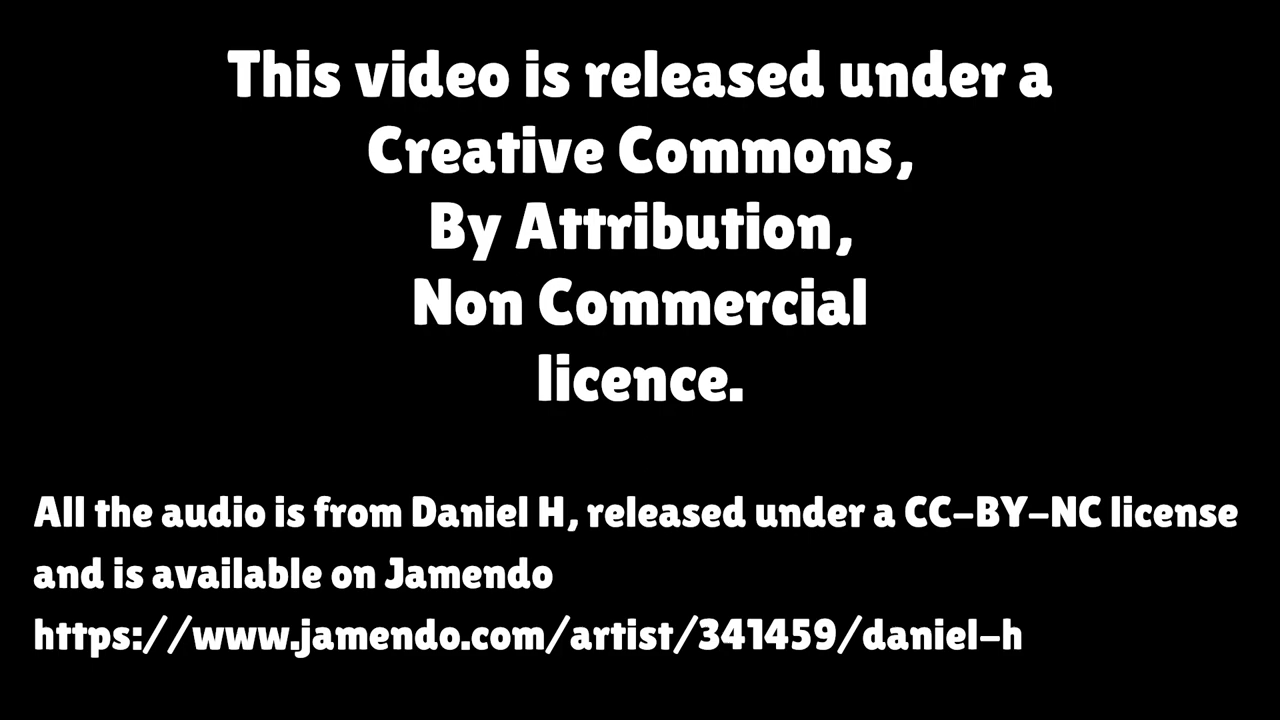 This video is released under a
Creative Commons,
By Attribution,
Non Commercial
licence.
All the audio is from Daniel H, released under a CC-BY-NC license
and is available on Jamendo
https://www.jamendo.com/artist/341459/daniel-h